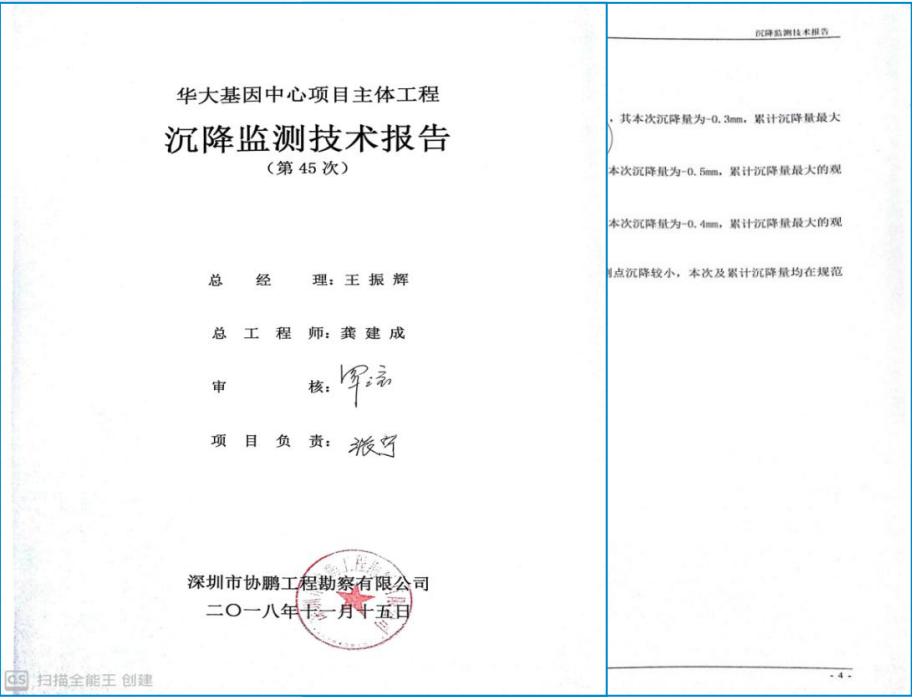 华大基因中心项目主体工程
沉降监测技术报告
（第 45 次）
总 经 理：王 振 辉
总 工 程 师：龚 建 成
审 核：
项 目 负 责：张宁
深圳市协鹏工程勘察有限公司
二〇一八年十一月十五日
扫描全能王 创建
沉降监测技术报告
，其本次沉降量为-0.3mm，累计沉降量最大
本次沉降量为-0.5mm，累计沉降量最大的观
本次沉降量为-0.4mm，累计沉降量最大的观
测点沉降较小，本次及累计沉降量均在规范
- 4 -